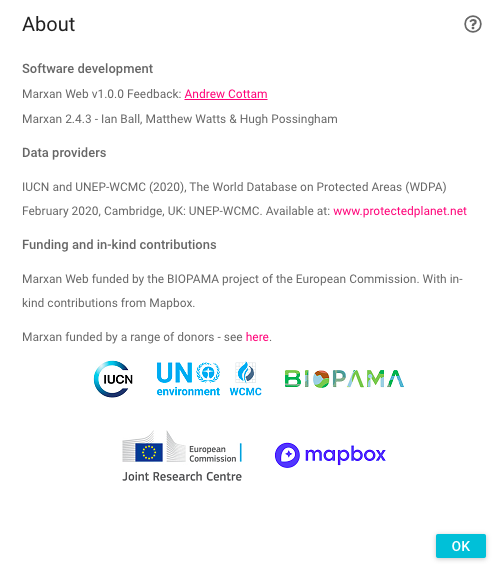 About
Software development
Marxan Web v1.0.0 Feedback: Andrew Cottam
Marxan 2.4.3 - Ian Ball, Matthew Watts & Hugh Possingham
Data providers
IUCN and UNEP-WCMC (2020), The World Database on Protected Areas (WDPA)
February 2020, Cambridge, UK: UNEP-WCMC. Available at: www.protectedplanet.net
Funding and in-kind contributions
Marxan Web funded by the BIOPAMA project of the European Commission. With in-
kind contributions from Mapbox.
Marxan funded by a range of donors - see here.
IUCN
UN
environment
WCMC
BIOPAMA
European
Commission
Joint Research Centre
mapbox
OK